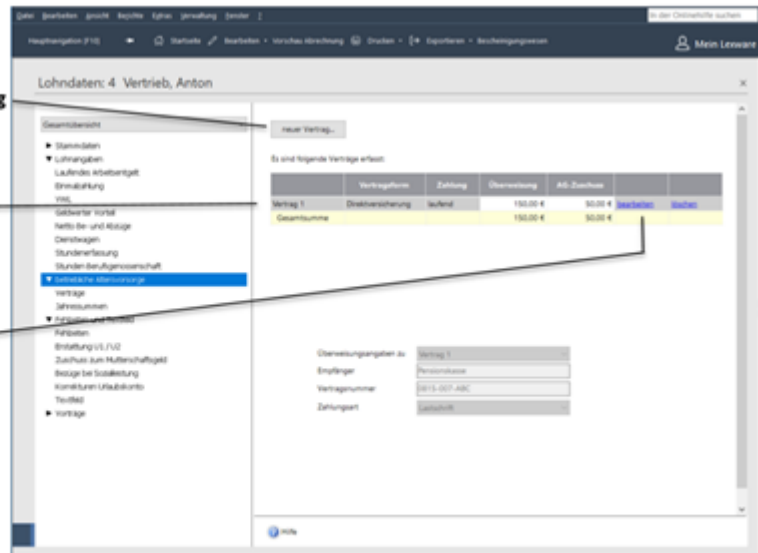 Datei Bearbeiten Ansicht Berichte Extras Verwaltung Fenster ?
In der Onlinehilfe suchen
Hauptnavigation (F10) Startseite Bearbeiten Vorschau Abrechnung Drucken Exportieren Bescheinigungswesen
Mein Lexware
Lohndaten: 4 Vertrieb, Anton
g
Gesamtübersicht
neuer Vertrag...
Stammdaten
Lohnangaben
Laufendes Arbeitsentgelt
Einmalzahlung
VWL
Geldwerter Vorteil
Netto Be- und Abzüge
Dienstwagen
Stundenerfassung
Stunden Berufsgenossenschaft
Betriebliche Altersvorsorge
Verträge
Jahressummen
Fehlzeiten und Textfeld
Fehlzeiten
Erstattung U1 / U2
Zuschuss zum Mutterschaftsgeld
Bezüge bei Sozialleistung
Korrekturen Urlaubskonto
Textfeld
Vorträge
Es sind folgende Verträge erfasst:
Vertragsform Zahlung Überweisung AG-Zuschuss
Vertrag 1 Direktversicherung laufend 150,00 € 50,00 € bearbeiten löschen
Gesamtsumme 150,00 € 50,00 €
Überweisungsangaben zu Vertrag 1
Empfänger Pensionskasse
Vertragsnummer 0815-007-ABC
Zahlungsart Lastschrift
Hilfe